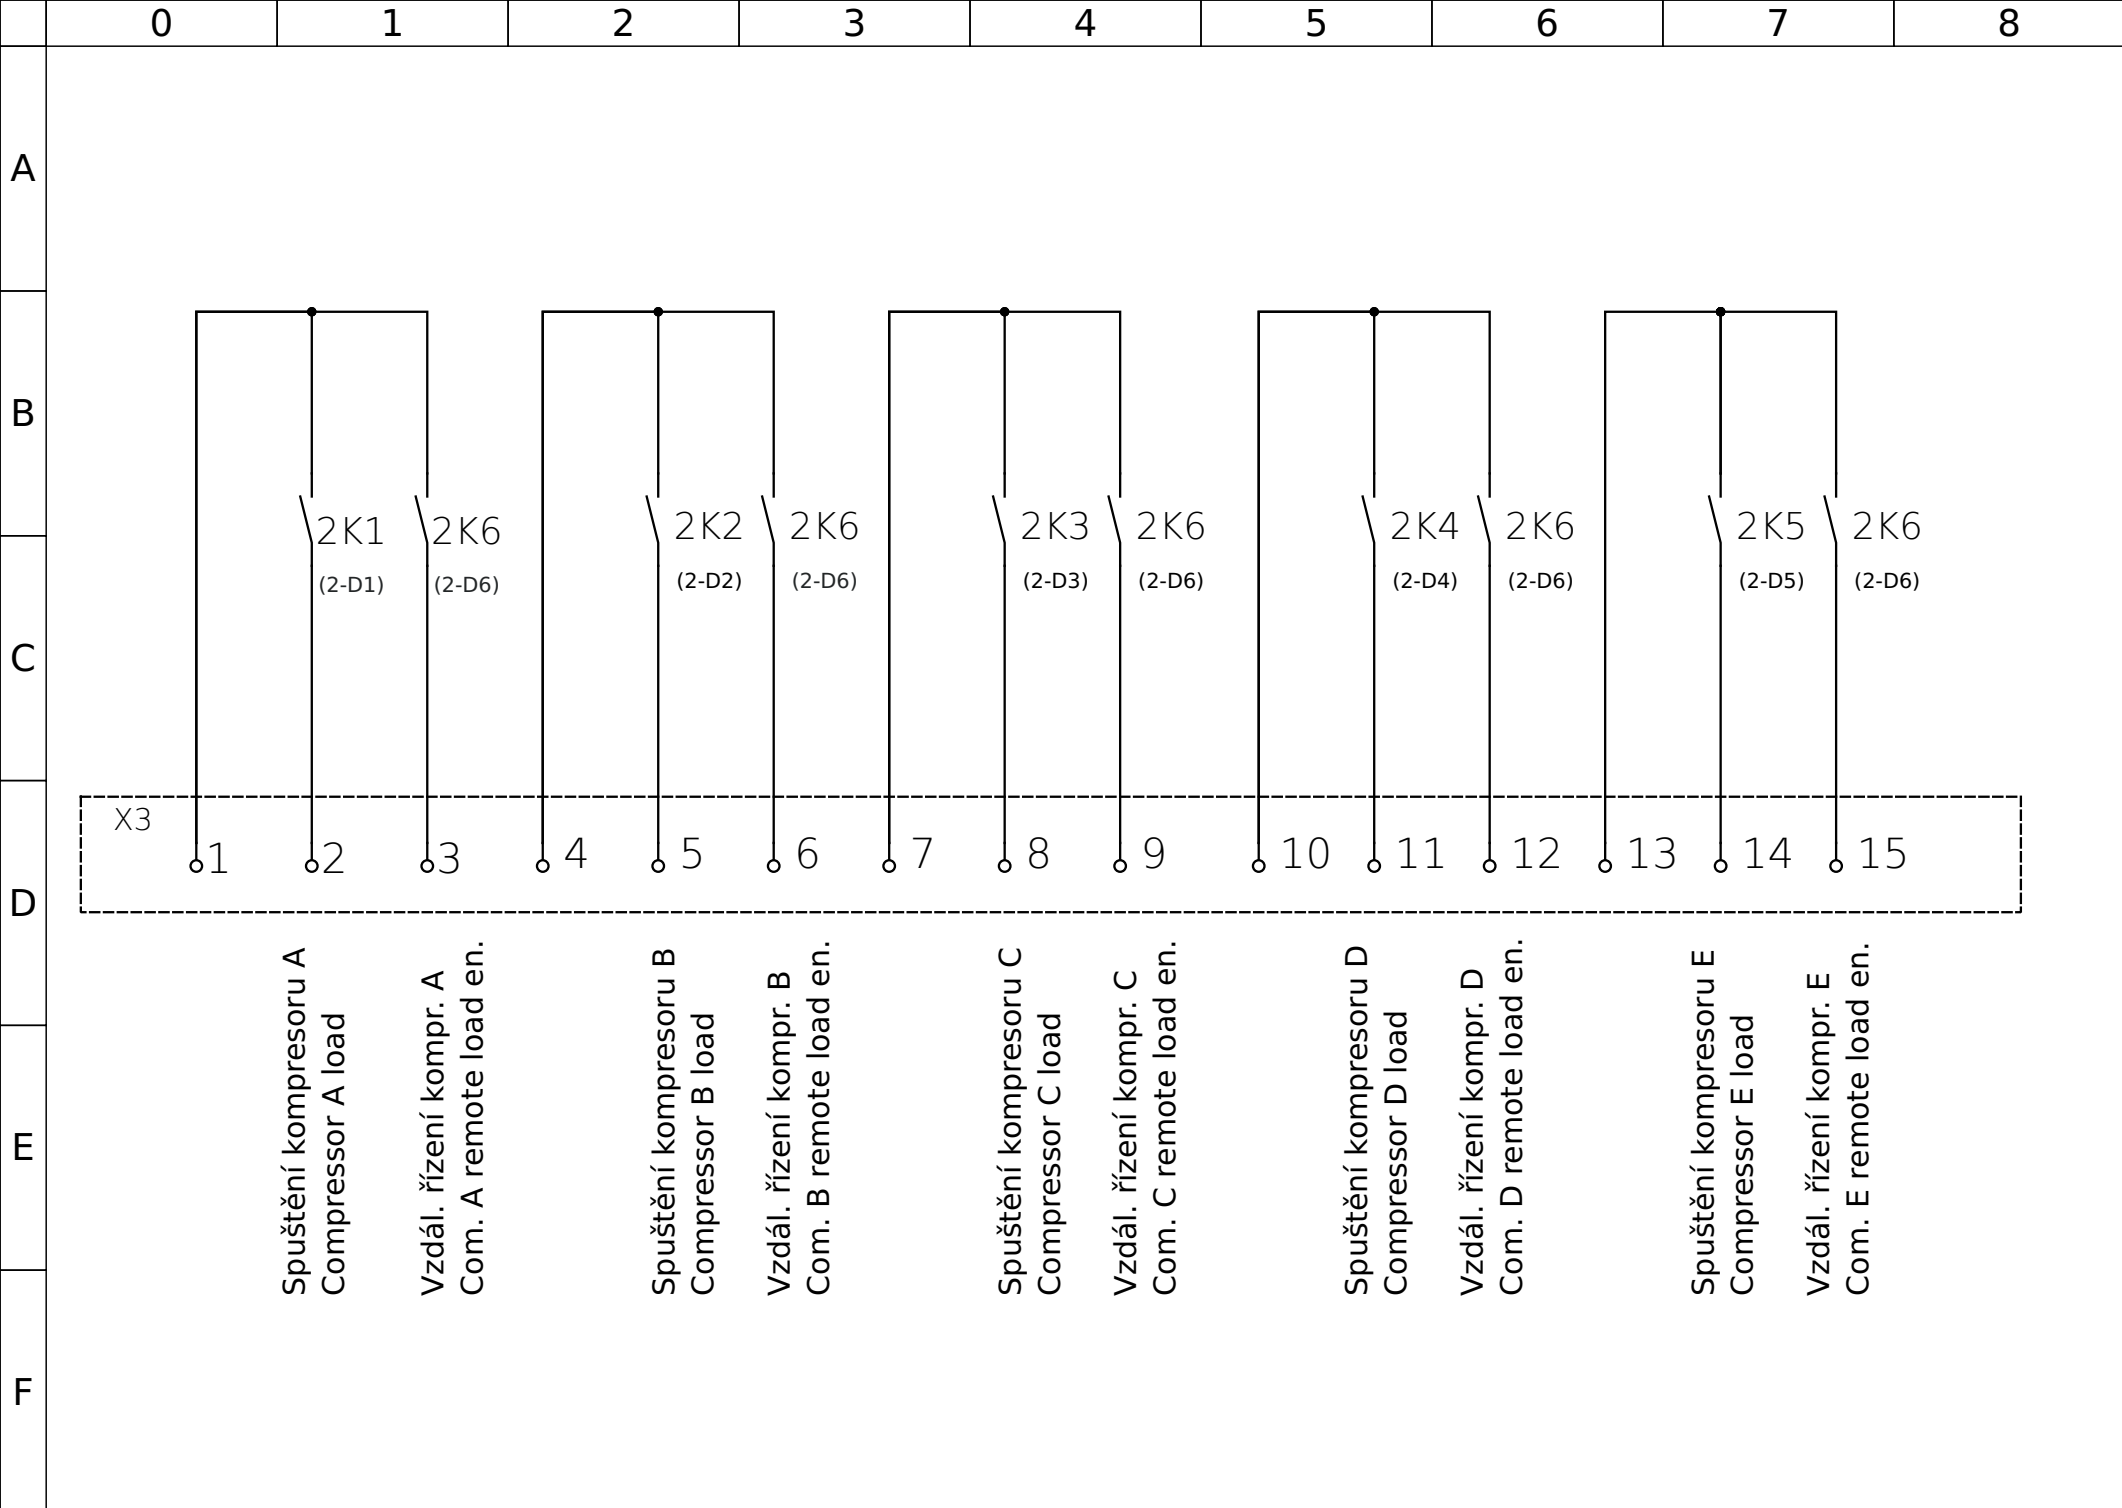 0 1 2 3 4 5 6 7 8
A
B
2K1 2K6 2K2 2K6 2K3 2K6 2K4 2K6 2K5 2K6
(2-D1) (2-D6) (2-D2) (2-D6) (2-D3) (2-D6) (2-D4) (2-D6) (2-D5) (2-D6)
C
X3
1 2 3 4 5 6 7 8 9 10 11 12 13 14 15
D
Spuštění kompresoru A
Compressor A load
Vzdál. řízení kompr. A
Com. A remote load en.
Spuštění kompresoru B
Compressor B load
Vzdál. řízení kompr. B
Com. B remote load en.
Spuštění kompresoru C
Compressor C load
Vzdál. řízení kompr. C
Com. C remote load en.
Spuštění kompresoru D
Compressor D load
Vzdál. řízení kompr. D
Com. D remote load en.
Spuštění kompresoru E
Compressor E load
Vzdál. řízení kompr. E
Com. E remote load en.
E
F